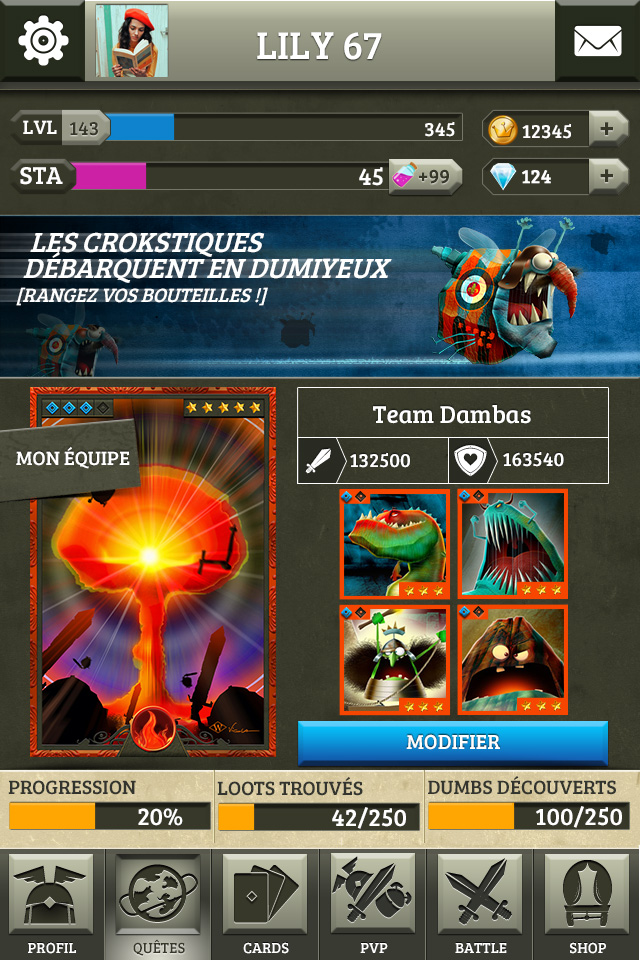 LILY 67
LVL 143 345 12345 +
STA 45 +99 124 +
LES CROKSTIQUES
DÉBARQUENT EN DUMIYEUX
[RANGEZ VOS BOUTEILLES !]
MON ÉQUIPE
Team Dambas
132500 163540
MODIFIER
PROGRESSION LOOTS TROUVÉS DUMBS DÉCOUVERTS
20% 42/250 100/250
PROFIL QUÊTES CARDS PVP BATTLE SHOP